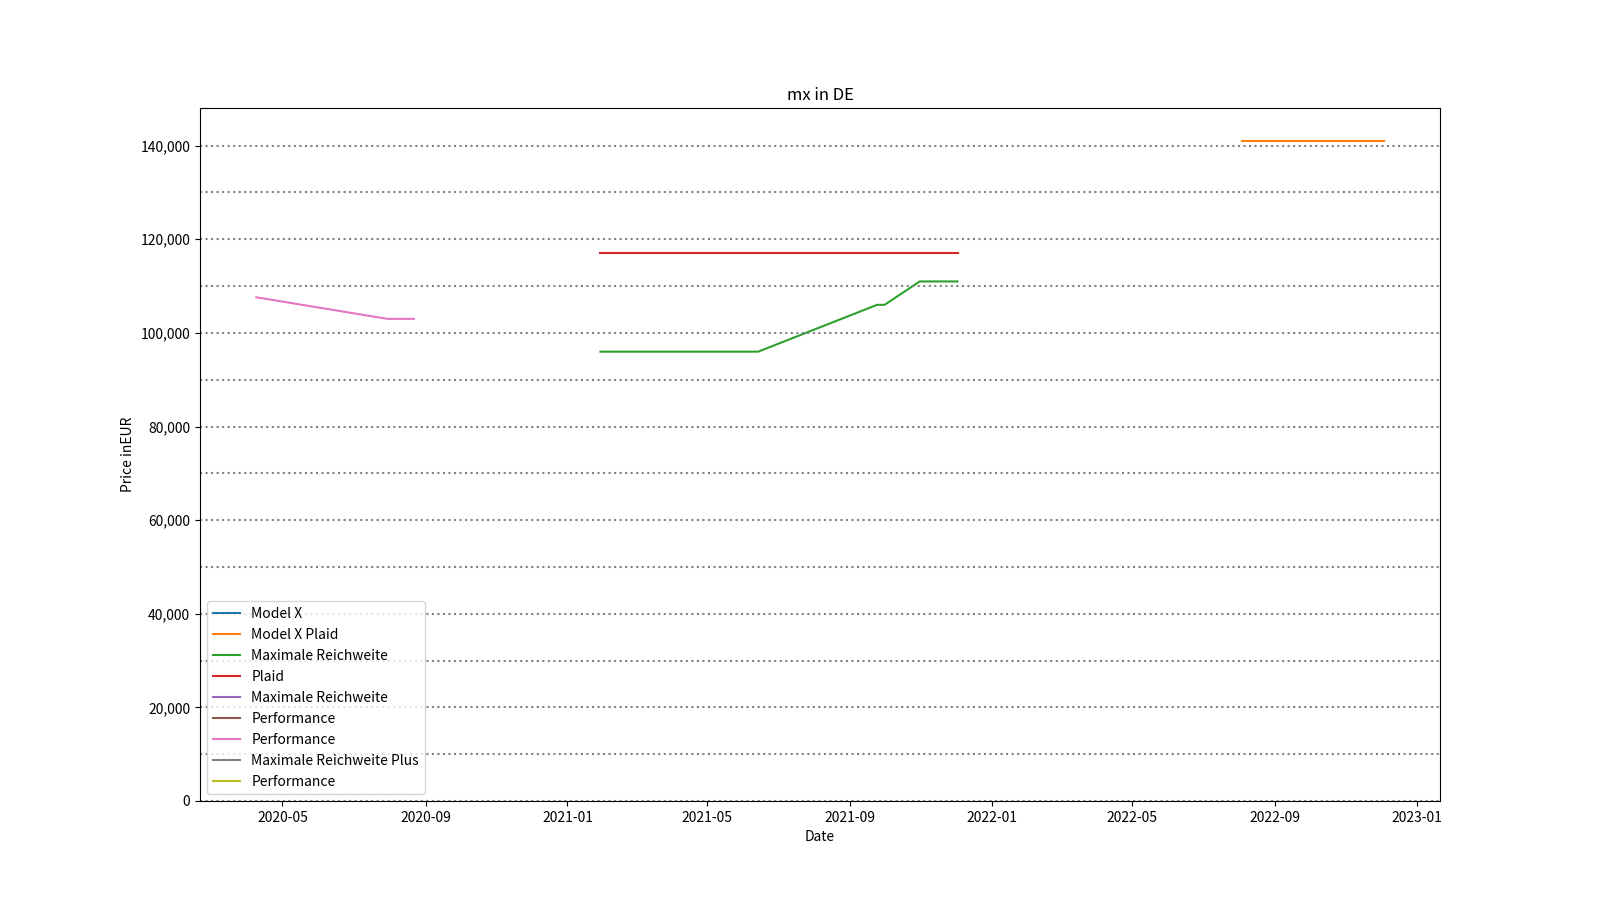 mx in DE
140,000
120,000
100,000
80,000
60,000
40,000
20,000
0
Price inEUR
Model X
Model X Plaid
Maximale Reichweite
Plaid
Maximale Reichweite
Performance
Performance
Maximale Reichweite Plus
Performance
2020-05
2020-09
2021-01
2021-05
2021-09
2022-01
2022-05
2022-09
2023-01
Date